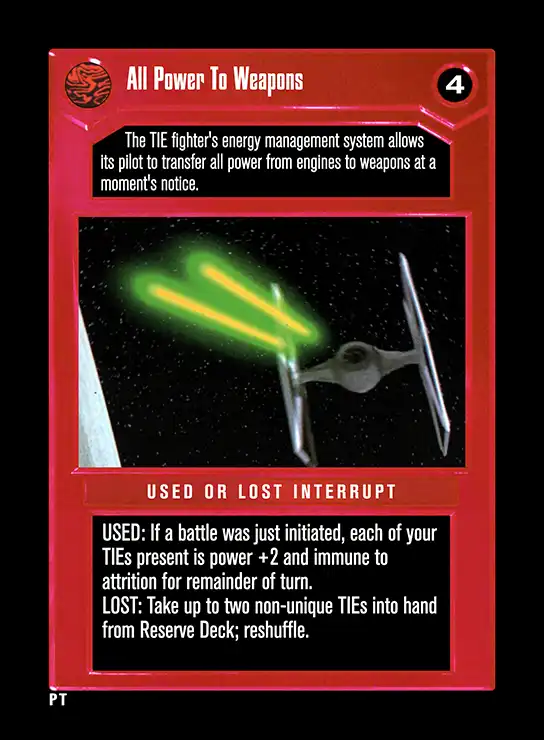 All Power To Weapons
4
The TIE fighter's energy management system allows
its pilot to transfer all power from engines to weapons at a
moment's notice.
USED OR LOST INTERRUPT
USED: If a battle was just initiated, each of your
TIEs present is power +2 and immune to
attrition for remainder of turn.
LOST: Take up to two non-unique TIEs into hand
from Reserve Deck; reshuffle.
PT